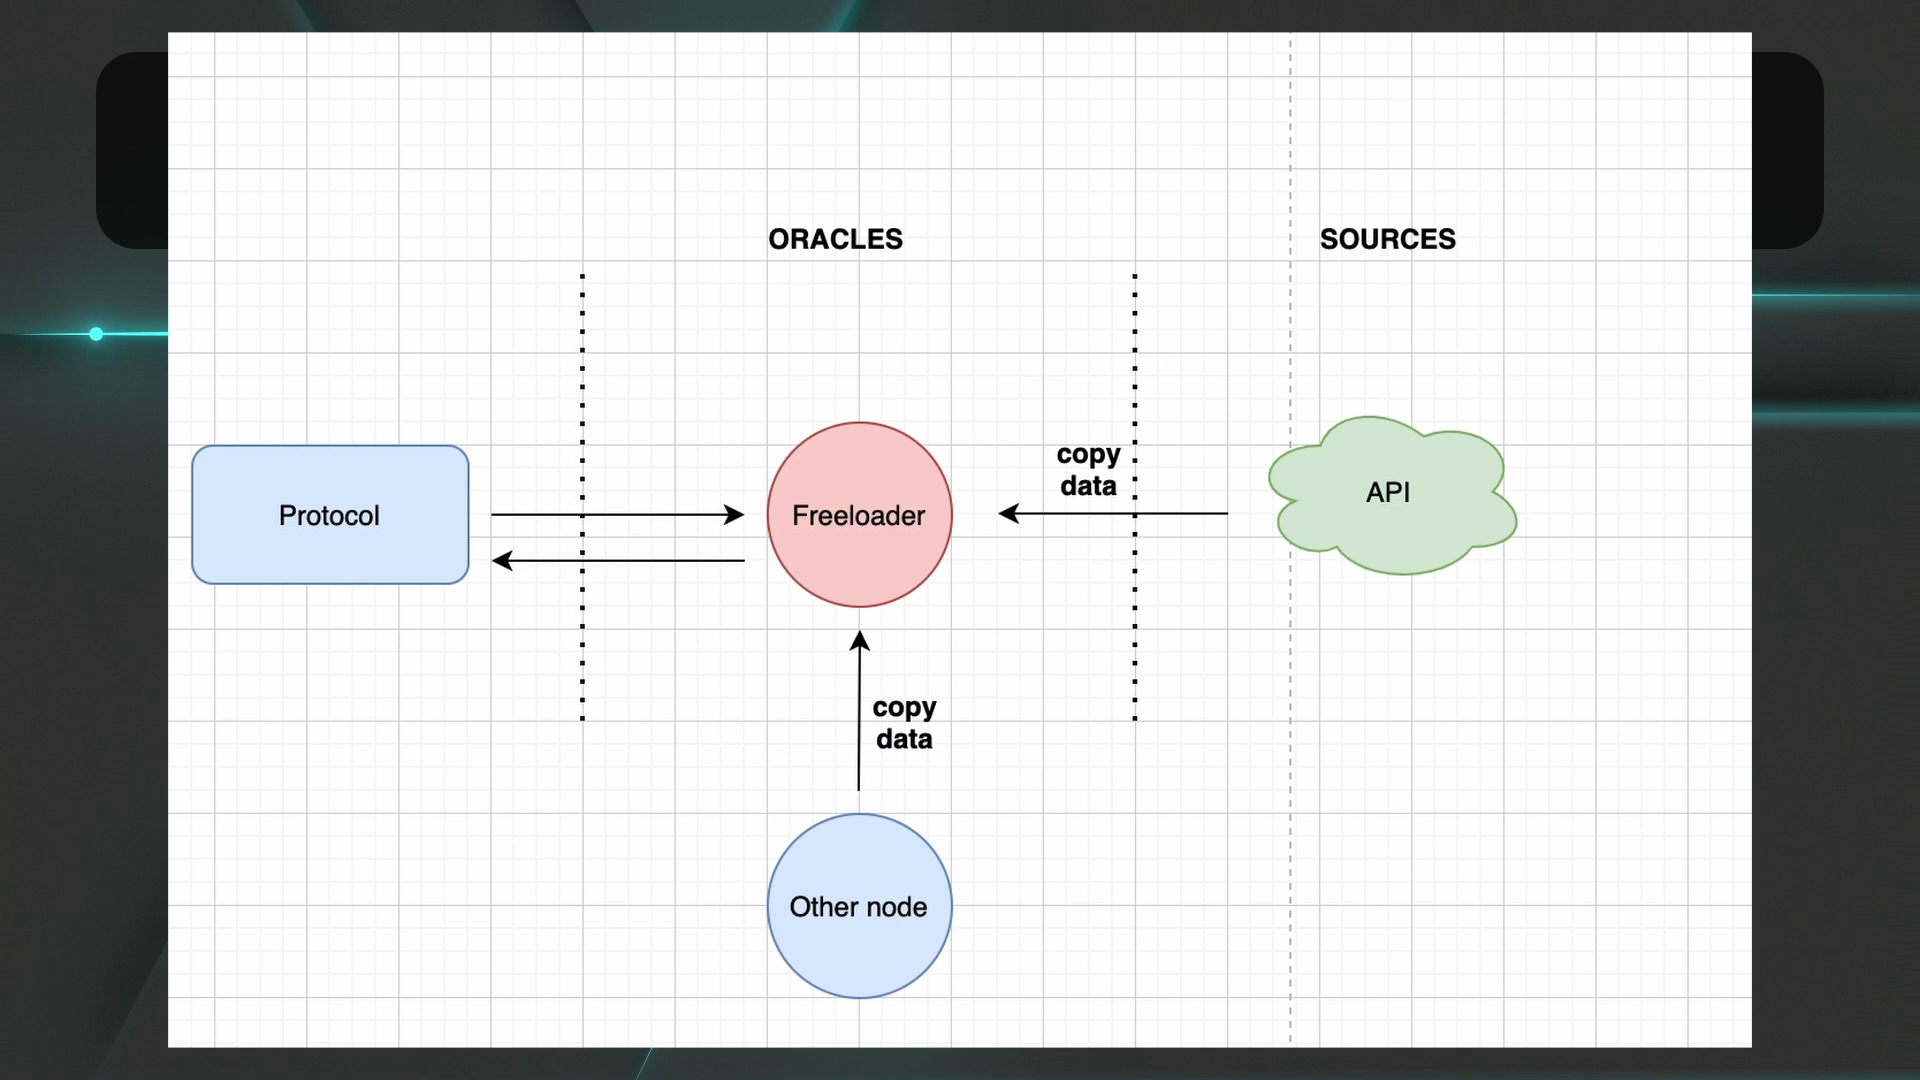 ORACLES
SOURCES
copy
data
API
Protocol
Freeloader
copy
data
Other node